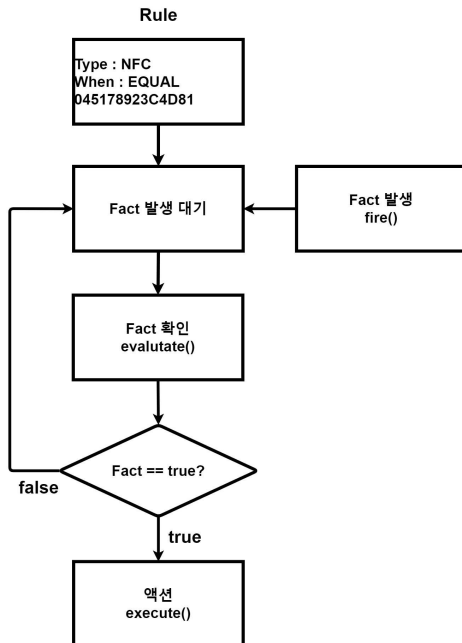 Rule
Type : NFC
When : EQUAL
045178923C4D81
Fact 발생 대기
Fact 발생
fire()
Fact 확인
evalutate()
Fact == true?
false
true
액션
execute()